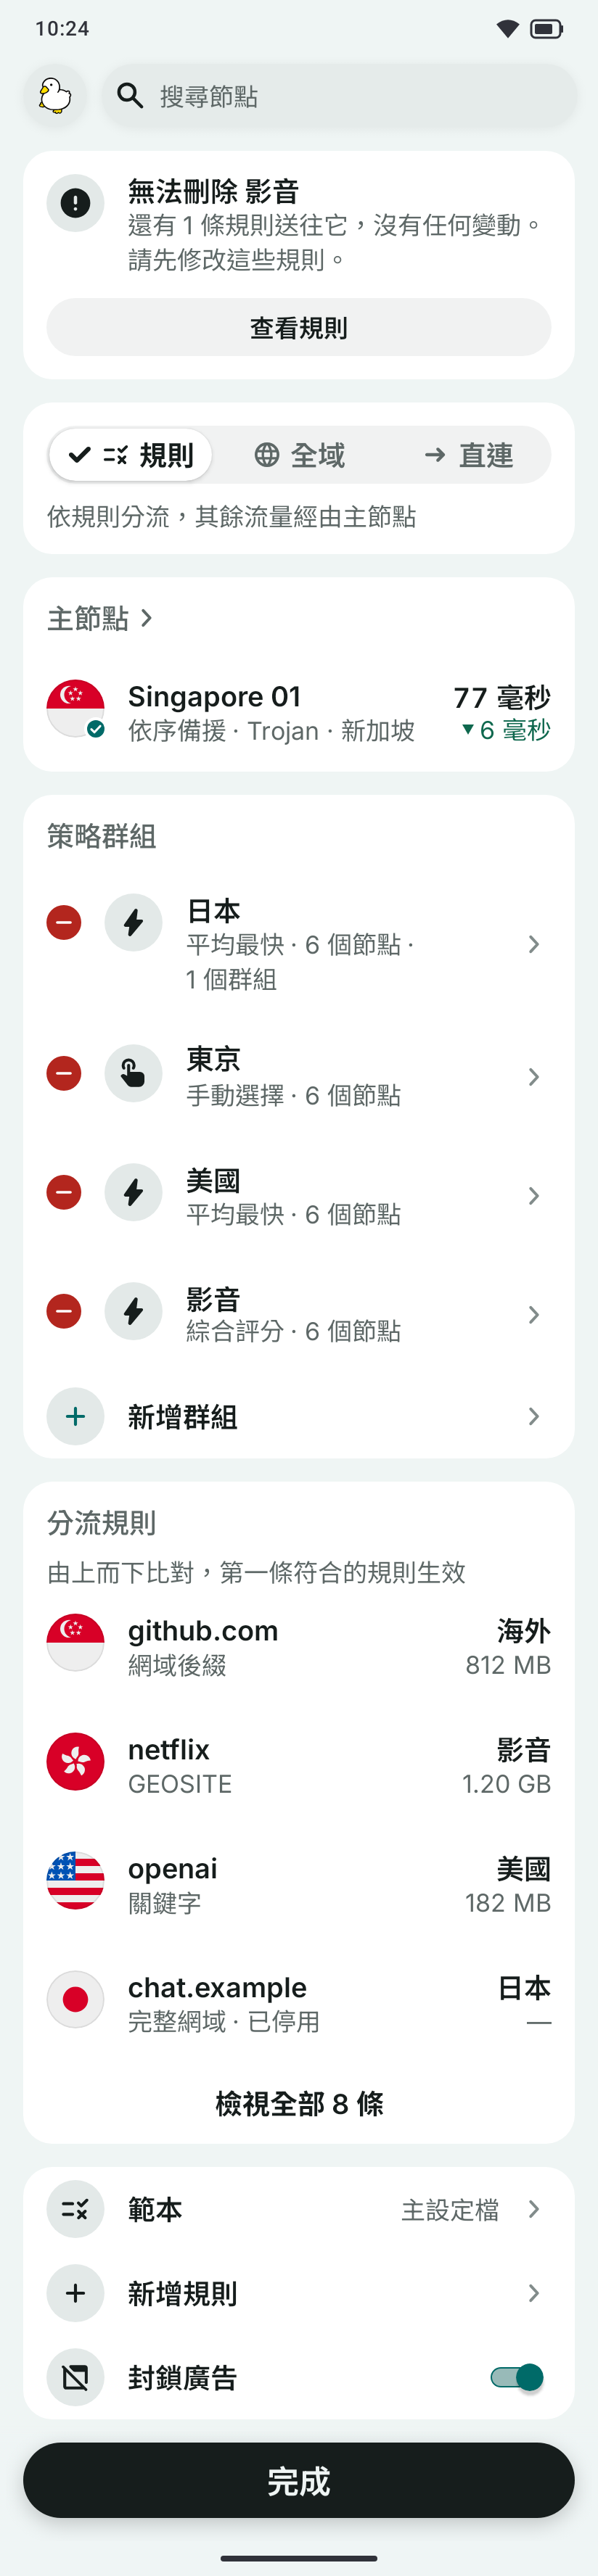 10:24
搜尋節點
無法刪除 影音
還有 1 條規則送往它，沒有任何變動。
請先修改這些規則。
查看規則
規則
全域
直連
依規則分流，其餘流量經由主節點
主節點
Singapore 01
77 毫秒
依序備援 · Trojan · 新加坡
▼6 毫秒
策略群組
日本
平均最快 · 6 個節點 ·
1 個群組
東京
手動選擇 · 6 個節點
美國
平均最快 · 6 個節點
影音
綜合評分 · 6 個節點
新增群組
分流規則
由上而下比對，第一條符合的規則生效
github.com
海外
網域後綴
812 MB
netflix
影音
GEOSITE
1.20 GB
openai
美國
關鍵字
182 MB
chat.example
日本
完整網域 · 已停用
—
檢視全部 8 條
範本
主設定檔
新增規則
封鎖廣告
完成